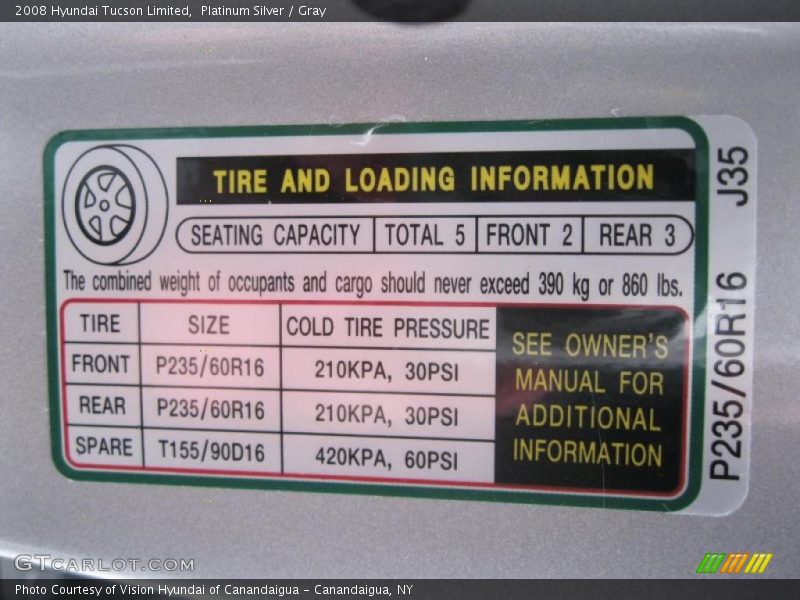 2008 Hyundai Tucson Limited, Platinum Silver / Gray
TIRE AND LOADING INFORMATION
SEATING CAPACITY TOTAL 5 FRONT 2 REAR 3
The combined weight of occupants and cargo should never exceed 390 kg or 860 lbs.
TIRE SIZE COLD TIRE PRESSURE
FRONT P235/60R16 210KPA, 30PSI
REAR P235/60R16 210KPA, 30PSI
SPARE T155/90D16 420KPA, 60PSI
SEE OWNER'S
MANUAL FOR
ADDITIONAL
INFORMATION
P235/60R16 J35
GTCARLOT.COM
Photo Courtesy of Vision Hyundai of Canandaigua - Canandaigua, NY